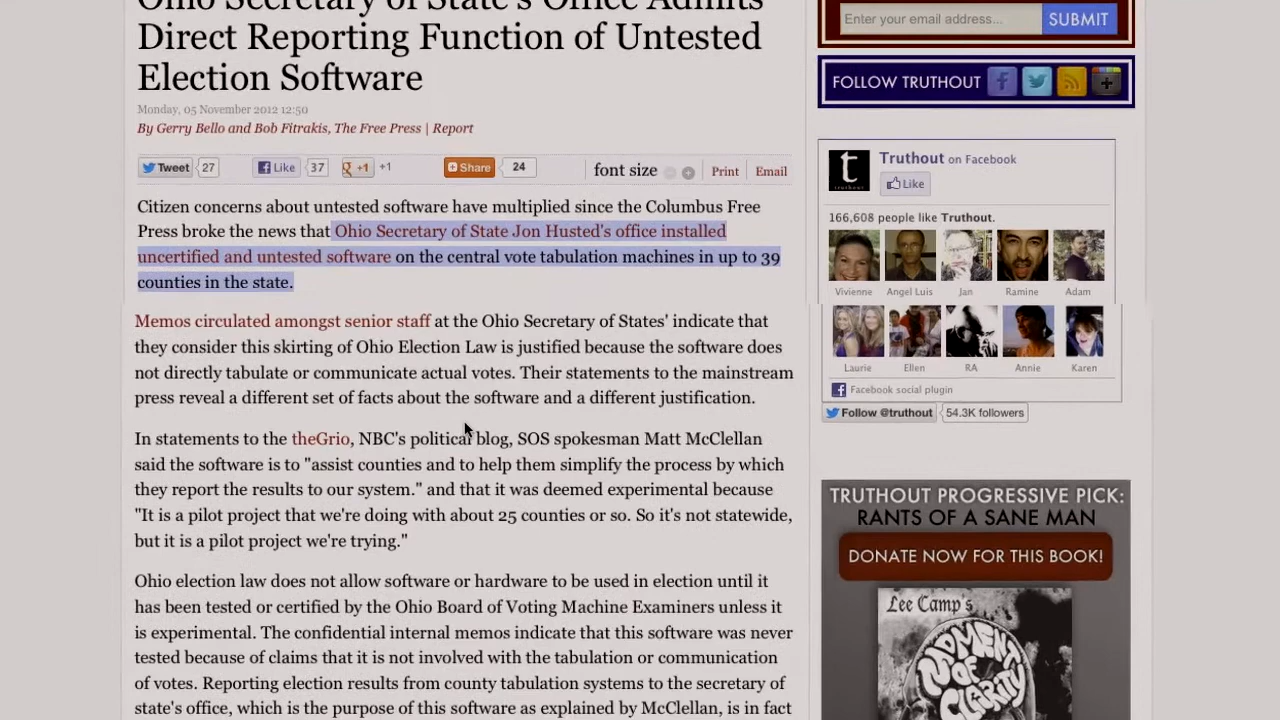 Ohio Secretary of State's Office Admits
Direct Reporting Function of Untested
Election Software
Monday, 05 November 2012 12:50
By Gerry Bello and Bob Fitrakis, The Free Press | Report
Tweet 27 Like 37 +1 +1 Share 24 font size Print Email
Citizen concerns about untested software have multiplied since the Columbus Free
Press broke the news that Ohio Secretary of State Jon Husted's office installed
uncertified and untested software on the central vote tabulation machines in up to 39
counties in the state.
Memos circulated amongst senior staff at the Ohio Secretary of States' indicate that
they consider this skirting of Ohio Election Law is justified because the software does
not directly tabulate or communicate actual votes. Their statements to the mainstream
press reveal a different set of facts about the software and a different justification.
In statements to the theGrio, NBC's political blog, SOS spokesman Matt McClellan
said the software is to "assist counties and to help them simplify the process by which
they report the results to our system." and that it was deemed experimental because
"It is a pilot project that we're doing with about 25 counties or so. So it's not statewide,
but it is a pilot project we're trying."
Ohio election law does not allow software or hardware to be used in election until it
has been tested or certified by the Ohio Board of Voting Machine Examiners unless it
is experimental. The confidential internal memos indicate that this software was never
tested because of claims that it is not involved with the tabulation or communication
of votes. Reporting election results from county tabulation systems to the secretary of
state's office, which is the purpose of this software as explained by McClellan, is in fact
Enter your email address... SUBMIT
FOLLOW TRUTHOUT
t
truthout
Truthout on Facebook
Like
166,608 people like Truthout.
Vivienne Angel Luis Jan Ramine Adam
Laurie Ellen RA Annie Karen
Facebook social plugin
Follow @truthout 54.3K followers
TRUTHOUT PROGRESSIVE PICK:
RANTS OF A SANE MAN
DONATE NOW FOR THIS BOOK!
Lee Camp's
MOMENT
OF
CLARITY